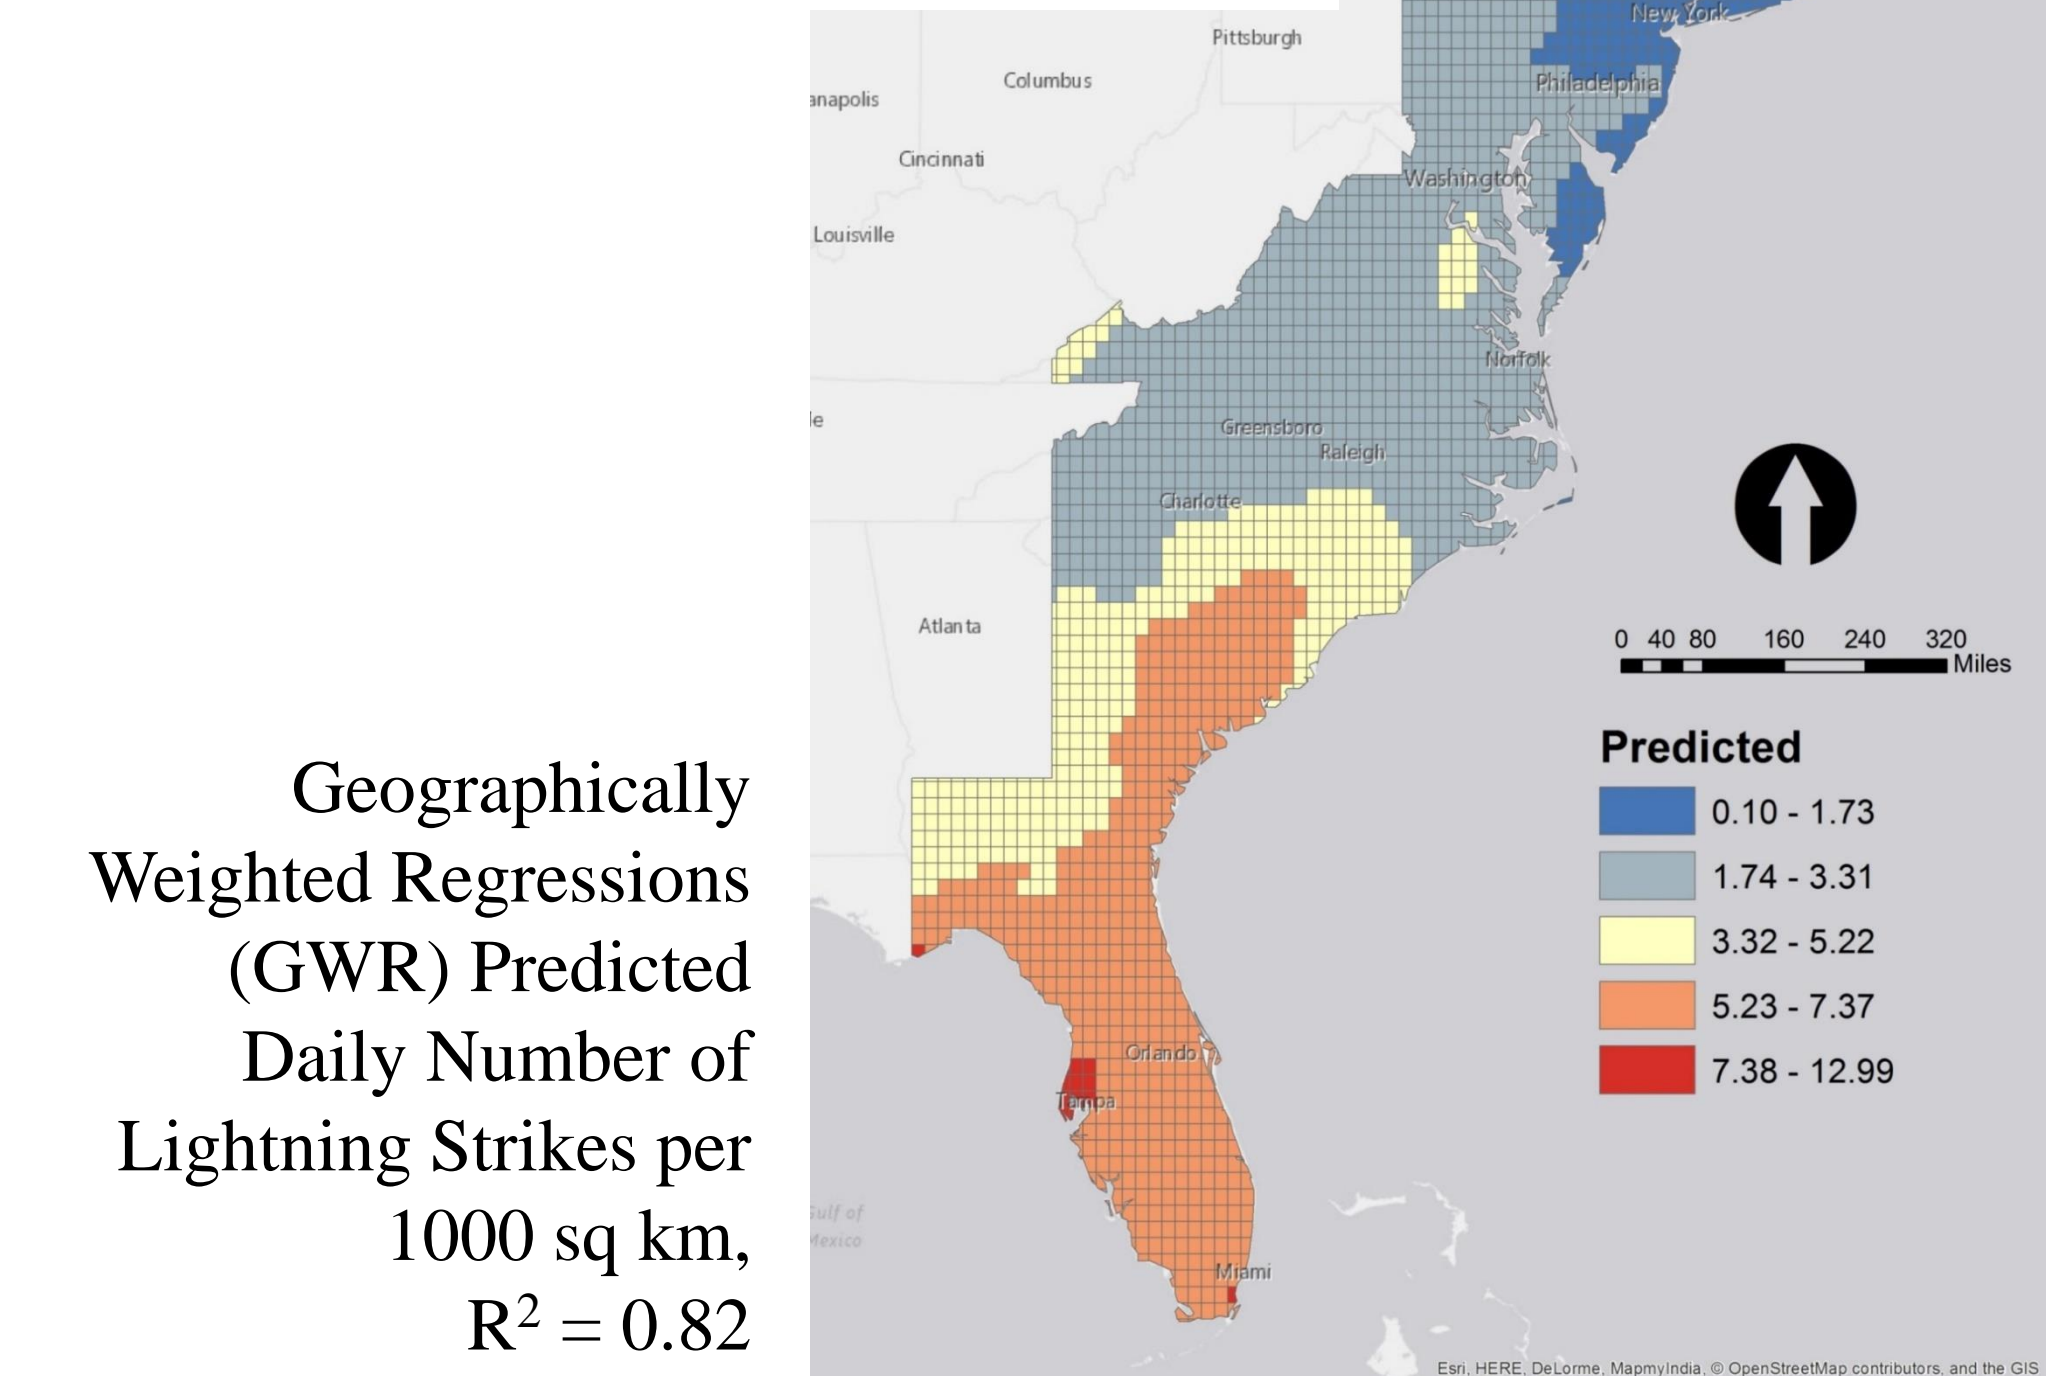 Geographically
Weighted Regressions
(GWR) Predicted
Daily Number of
Lightning Strikes per
1000 sq km,
R² = 0.82
New York
Pittsburgh
Columbus
Philadelphia
anapolis
Cincinnati
Washington
Louisville
Norfolk
le
Greensboro
Raleigh
Charlotte
Atlanta
0 40 80 160 240 320
Miles
Predicted
0.10 - 1.73
1.74 - 3.31
3.32 - 5.22
5.23 - 7.37
7.38 - 12.99
Orlando
Tampa
Gulf of
Mexico
Miami
Esri, HERE, DeLorme, MapmyIndia, © OpenStreetMap contributors, and the GIS